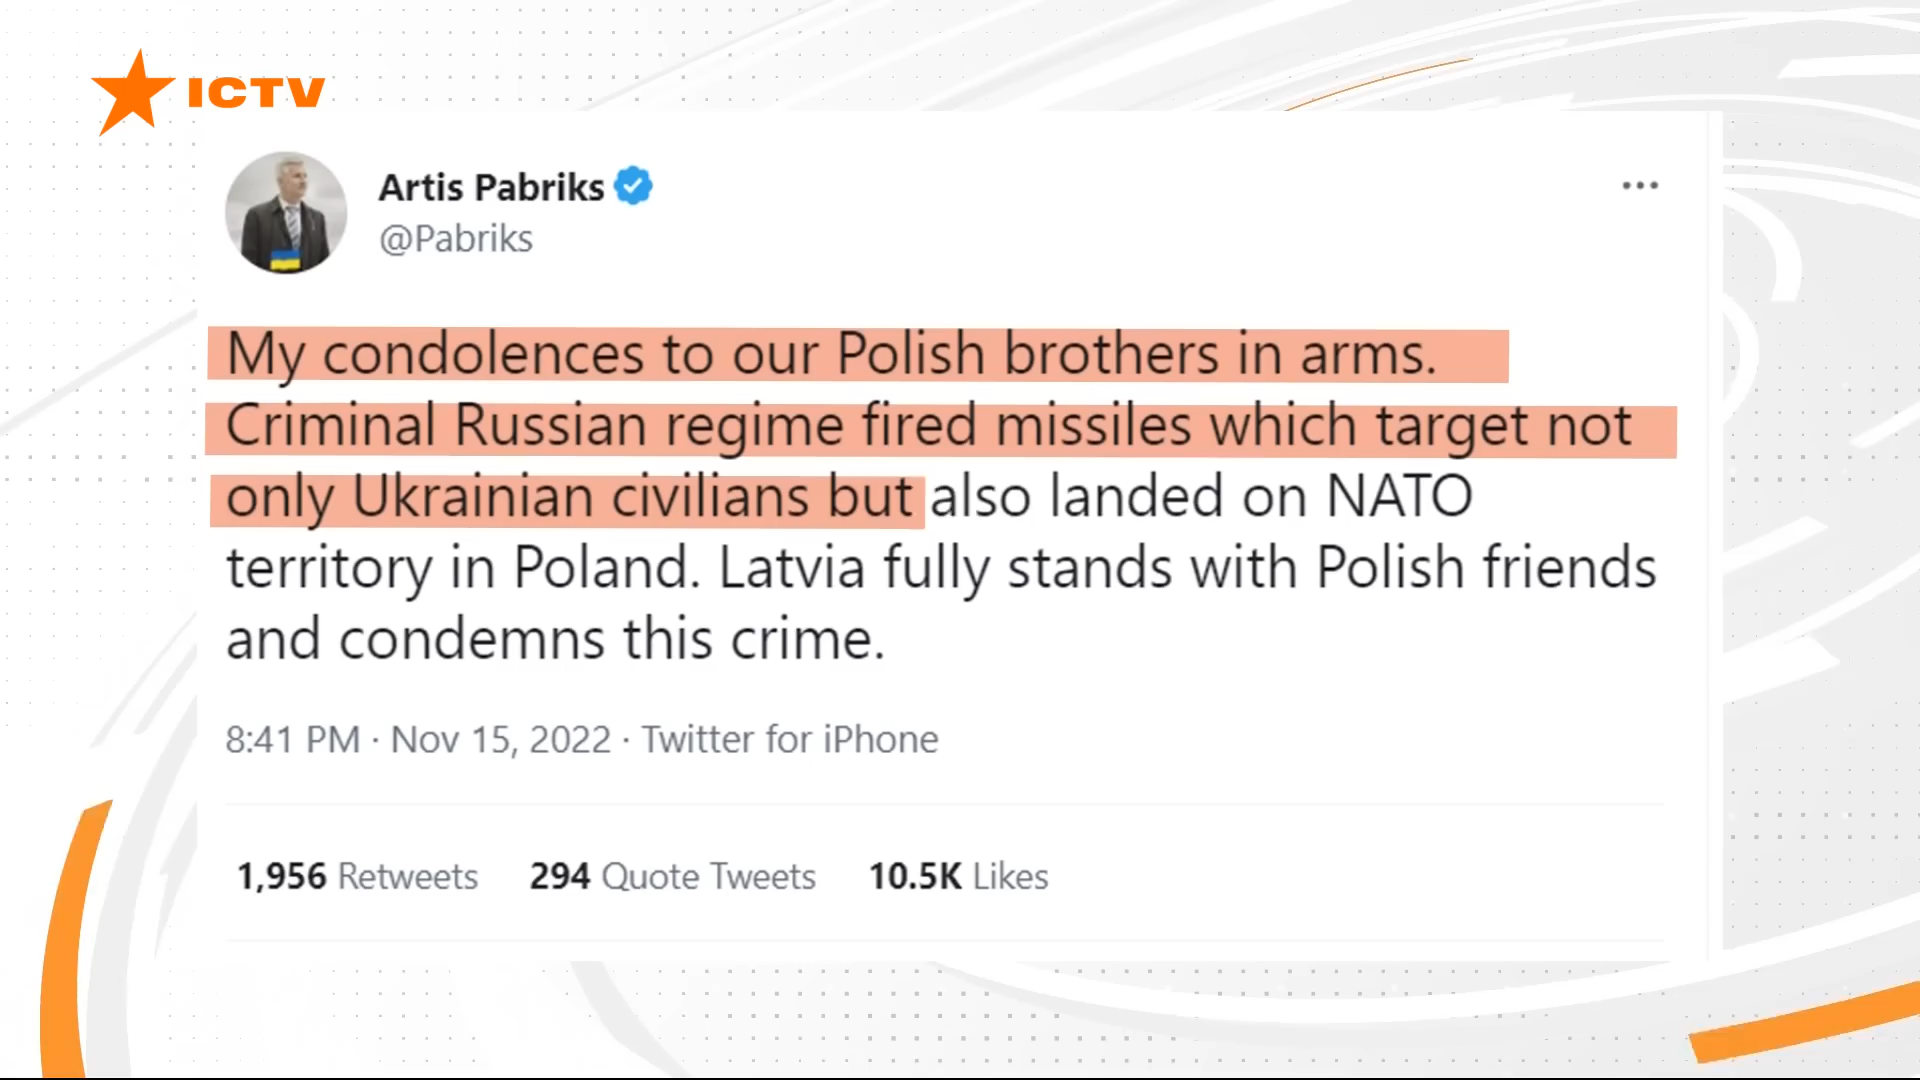 ICTV
Artis Pabriks
@Pabriks
My condolences to our Polish brothers in arms.
Criminal Russian regime fired missiles which target not
only Ukrainian civilians but also landed on NATO
territory in Poland. Latvia fully stands with Polish friends
and condemns this crime.
8:41 PM · Nov 15, 2022 · Twitter for iPhone
1,956 Retweets 294 Quote Tweets 10.5K Likes